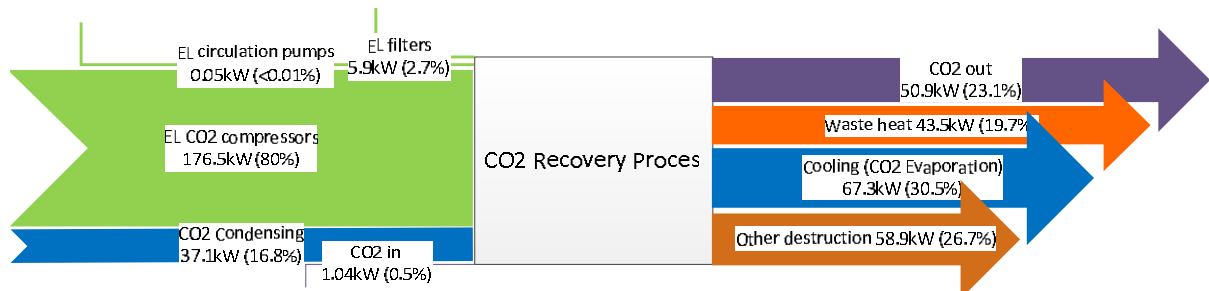 EL circulation pumps
0.05kW (<0.01%)
EL filters
5.9kW (2.7%)
EL CO2 compressors
176.5kW (80%)
CO2 Condensing
37.1kW (16.8%)
CO2 in
1.04kW (0.5%)
CO2 Recovery Proces
CO2 out
50.9kW (23.1%)
Waste heat 43.5kW (19.7%
Cooling (CO2 Evaporation)
67.3kW (30.5%)
Other destruction 58.9kW (26.7%)